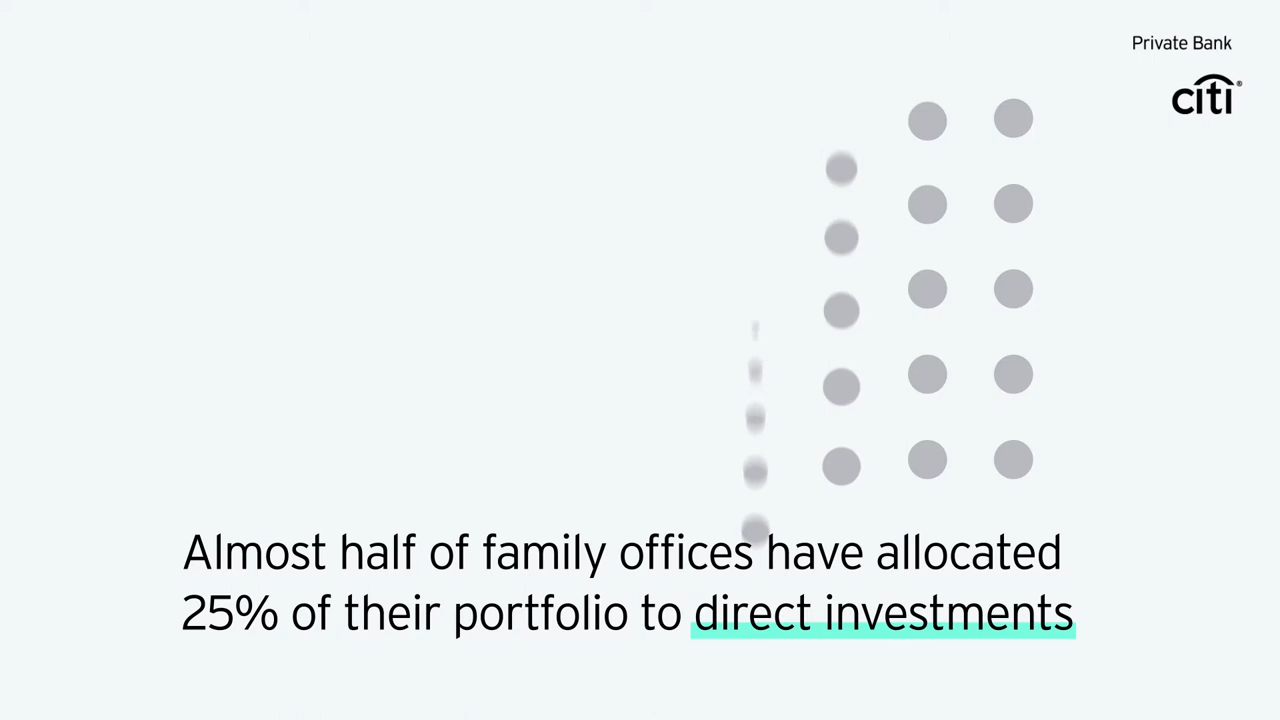 Private Bank
citi®
Almost half of family offices have allocated
25% of their portfolio to direct investments